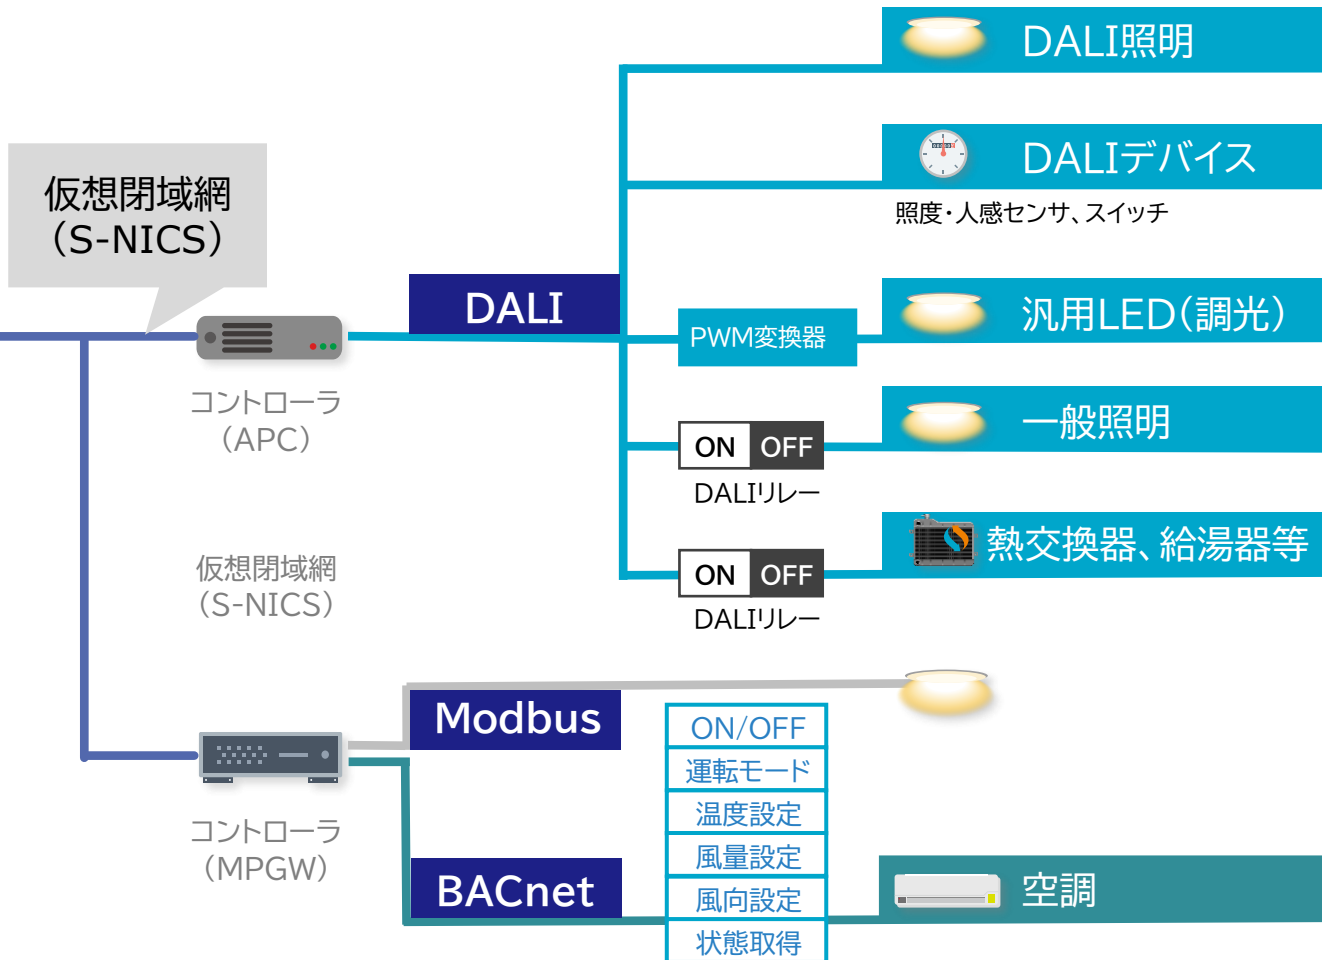 DALI照明
DALIデバイス
照度・人感センサ、スイッチ
仮想閉域網
(S-NICS)
DALI
PWM変換器
汎用LED(調光)
コントローラ
(APC)
ON OFF
DALIリレー
一般照明
ON OFF
DALIリレー
熱交換器、給湯器等
仮想閉域網
(S-NICS)
Modbus
コントローラ
(MPGW)
BACnet
ON/OFF
運転モード
温度設定
風量設定
風向設定
状態取得
空調